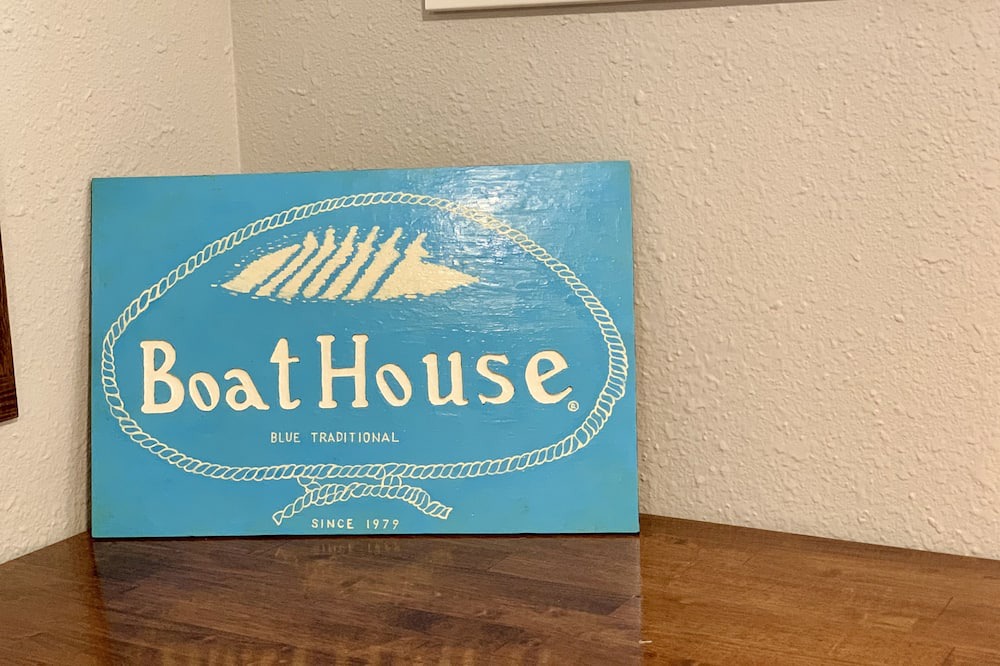 BoatHouse®
BLUE TRADITIONAL
SINCE 1979